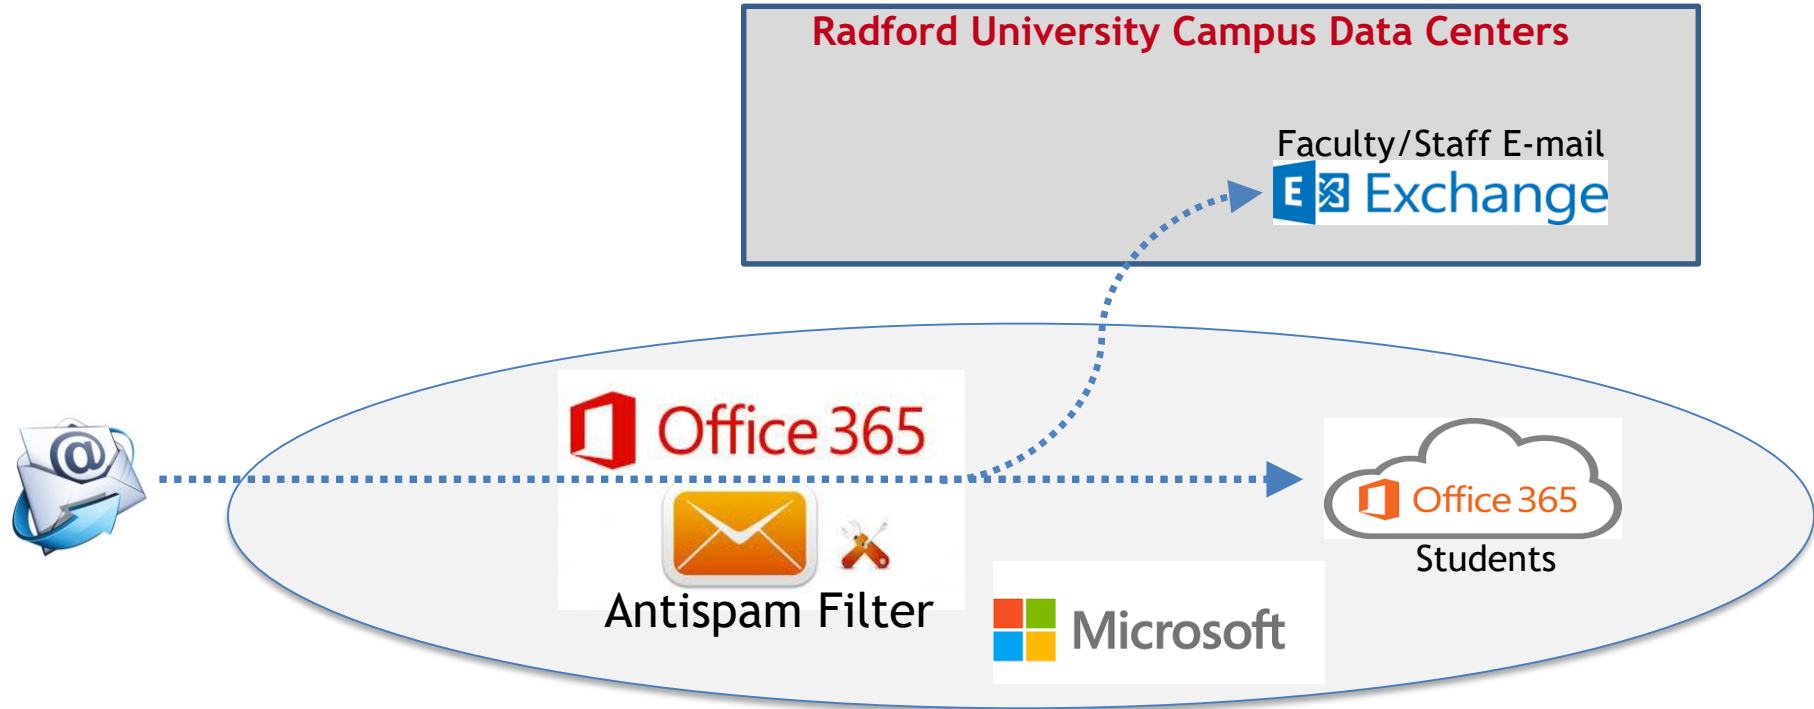 Radford University Campus Data Centers
Faculty/Staff E-mail
E Exchange
Office 365
@
Office 365
Students
Antispam Filter
Microsoft